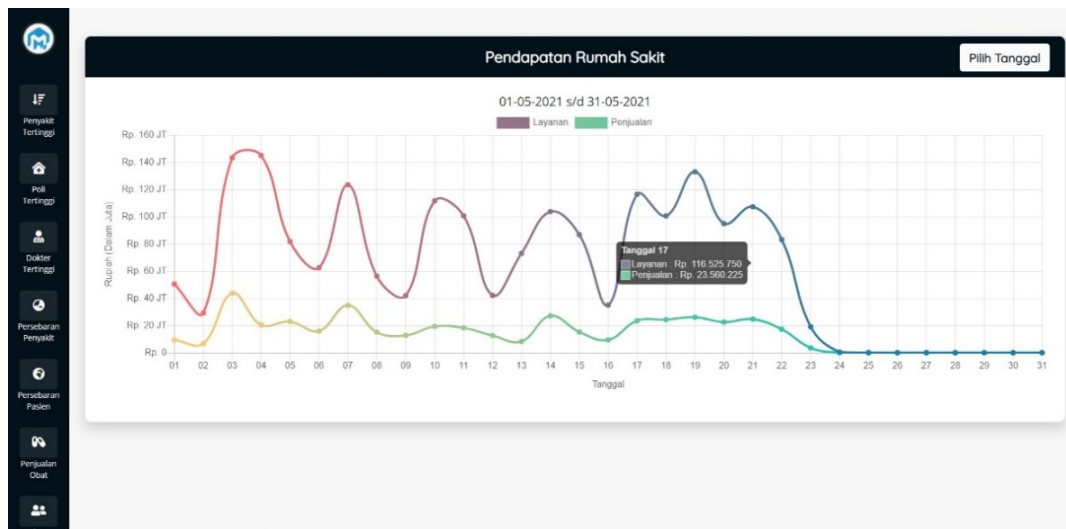 Pendapatan Rumah Sakit
Pilih Tanggal
Penyakit
Tertinggi
Poli
Tertinggi
Dokter
Tertinggi
Persebaran
Penyakit
Persebaran
Pasien
Penjualan
Obat
01-05-2021 s/d 31-05-2021
Layanan Penjualan
Rupiah (Dalam Juta)
Rp. 160 JT
Rp. 140 JT
Rp. 120 JT
Rp. 100 JT
Rp. 80 JT
Rp. 60 JT
Rp. 40 JT
Rp. 20 JT
Rp. 0
Tanggal 17
Layanan : Rp. 116.525.750
Penjualan : Rp. 23.560.225
01 02 03 04 05 06 07 08 09 10 11 12 13 14 15 16 17 18 19 20 21 22 23 24 25 26 27 28 29 30 31
Tanggal